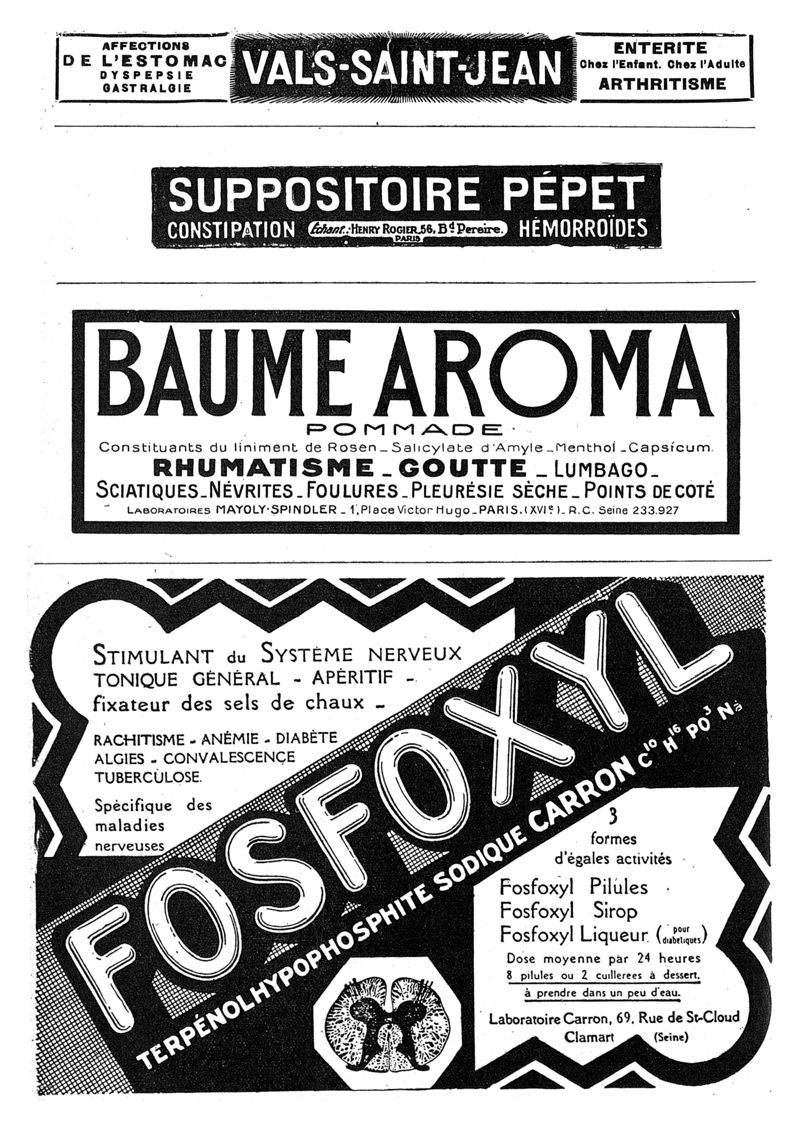 AFFECTIONS
DE L'ESTOMAC
DYSPEPSIE
GASTRALGIE
VALS-SAINT-JEAN
ENTERITE
Chez l'Enfant. Chez l'Adulte
ARTHRITISME
SUPPOSITOIRE PÉPET
CONSTIPATION Échant.: HENRY ROGIER, 56, Bd Pereire. PARIS HÉMORROÏDES
BAUME AROMA
POMMADE
Constituants du liniment de Rosen _ Salicylate d'Amyle _ Menthol _ Capsicum.
RHUMATISME _ GOUTTE _ LUMBAGO _
SCIATIQUES _ NÉVRITES _ FOULURES _ PLEURÉSIE SÈCHE _ POINTS DE COTÉ
LABORATOIRES MAYOLY-SPINDLER _ 1, Place Victor Hugo _ PARIS. (XVIe) _ R.C. Seine 233.927
STIMULANT du SYSTÈME NERVEUX
TONIQUE GÉNÉRAL - APÉRITIF -
fixateur des sels de chaux -
RACHITISME - ANÉMIE - DIABÈTE
ALGIES - CONVALESCENCE
TUBERCULOSE.
Spécifique des
maladies
nerveuses
FOSFOXYL
TERPÉNOLHYPOPHOSPHITE SODIQUE CARRON C10 H16 PO3 Na
3
formes
d'égales activités
Fosfoxyl Pilules
Fosfoxyl Sirop
Fosfoxyl Liqueur (pour diabétiques)
Dose moyenne par 24 heures
8 pilules ou 2 cuillerees à dessert.
à prendre dans un peu d'eau.
Laboratoire Carron, 69, Rue de St-Cloud
Clamart (Seine)